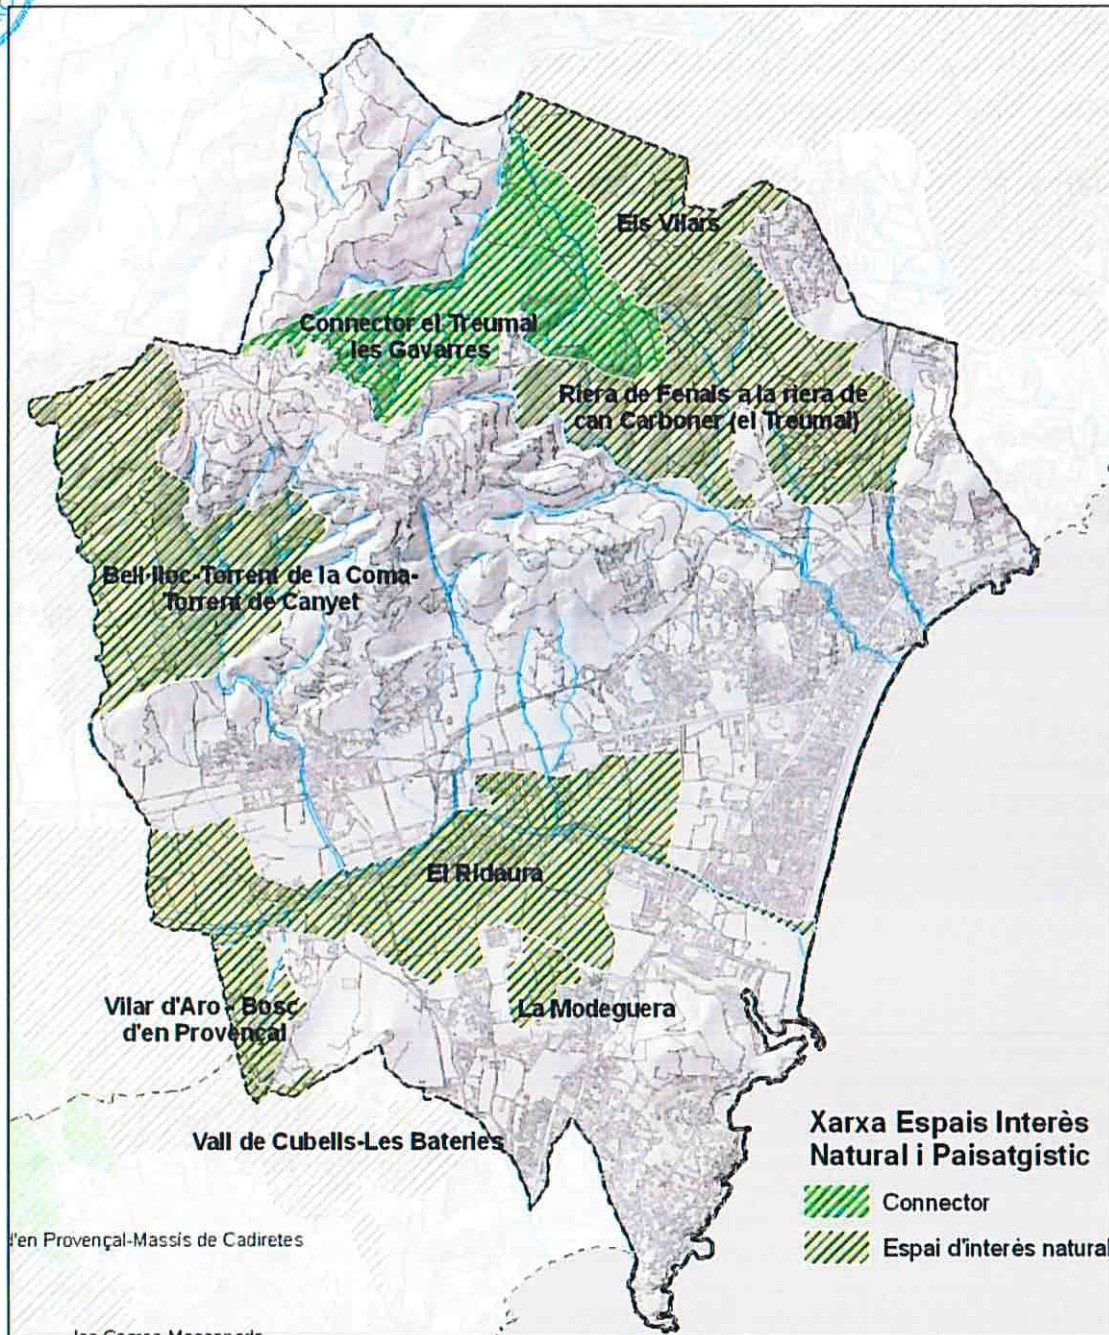 Els Vilars
Connector el Treumal
les Gavarres
Riera de Fenals a la riera de
can Carboner (el Treumal)
Bell·lloc-Torrent de la Coma-
Torrent de Canyet
El Ridaura
Vilar d'Aro - Bosc
d'en Provençal
La Modeguera
Vall de Cubells-Les Bateries
Xarxa Espais Interès
Natural i Paisatgístic
Connector
Espai d'interès natural
d'en Provençal-Massís de Cadiretes